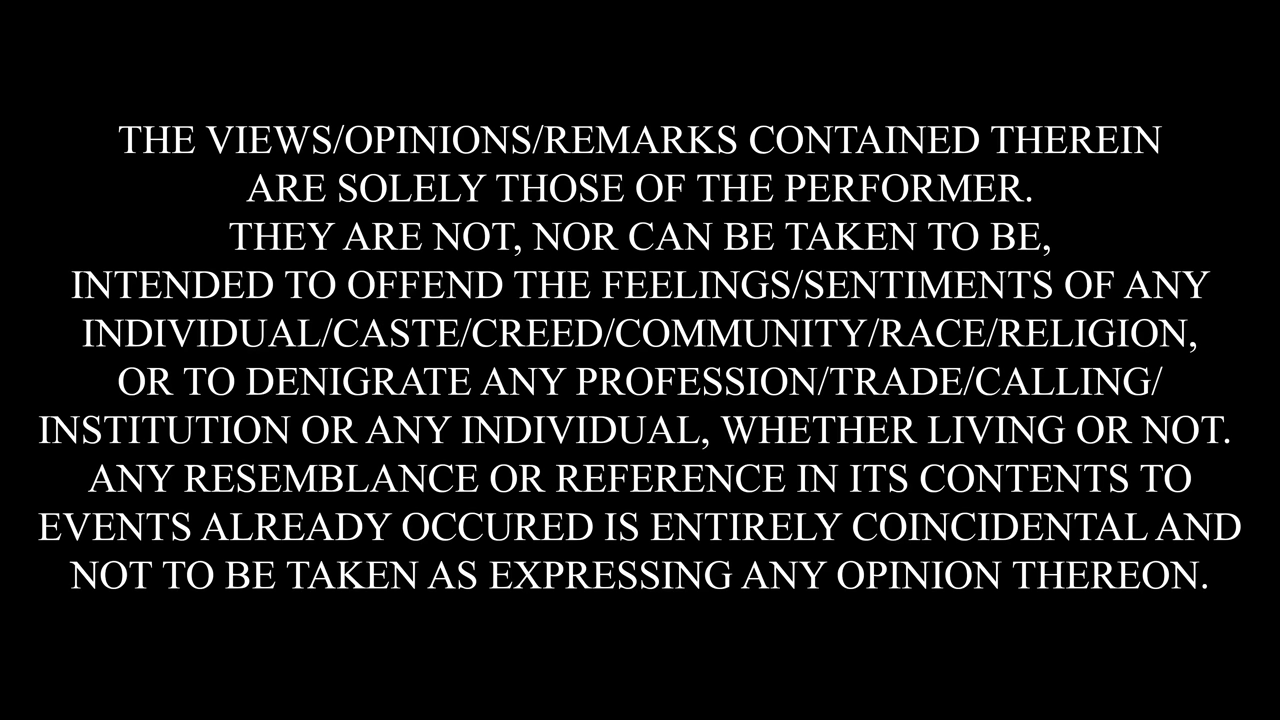 THE VIEWS/OPINIONS/REMARKS CONTAINED THEREIN
ARE SOLELY THOSE OF THE PERFORMER.
THEY ARE NOT, NOR CAN BE TAKEN TO BE,
INTENDED TO OFFEND THE FEELINGS/SENTIMENTS OF ANY
INDIVIDUAL/CASTE/CREED/COMMUNITY/RACE/RELIGION,
OR TO DENIGRATE ANY PROFESSION/TRADE/CALLING/
INSTITUTION OR ANY INDIVIDUAL, WHETHER LIVING OR NOT.
ANY RESEMBLANCE OR REFERENCE IN ITS CONTENTS TO
EVENTS ALREADY OCCURED IS ENTIRELY COINCIDENTAL AND
NOT TO BE TAKEN AS EXPRESSING ANY OPINION THEREON.